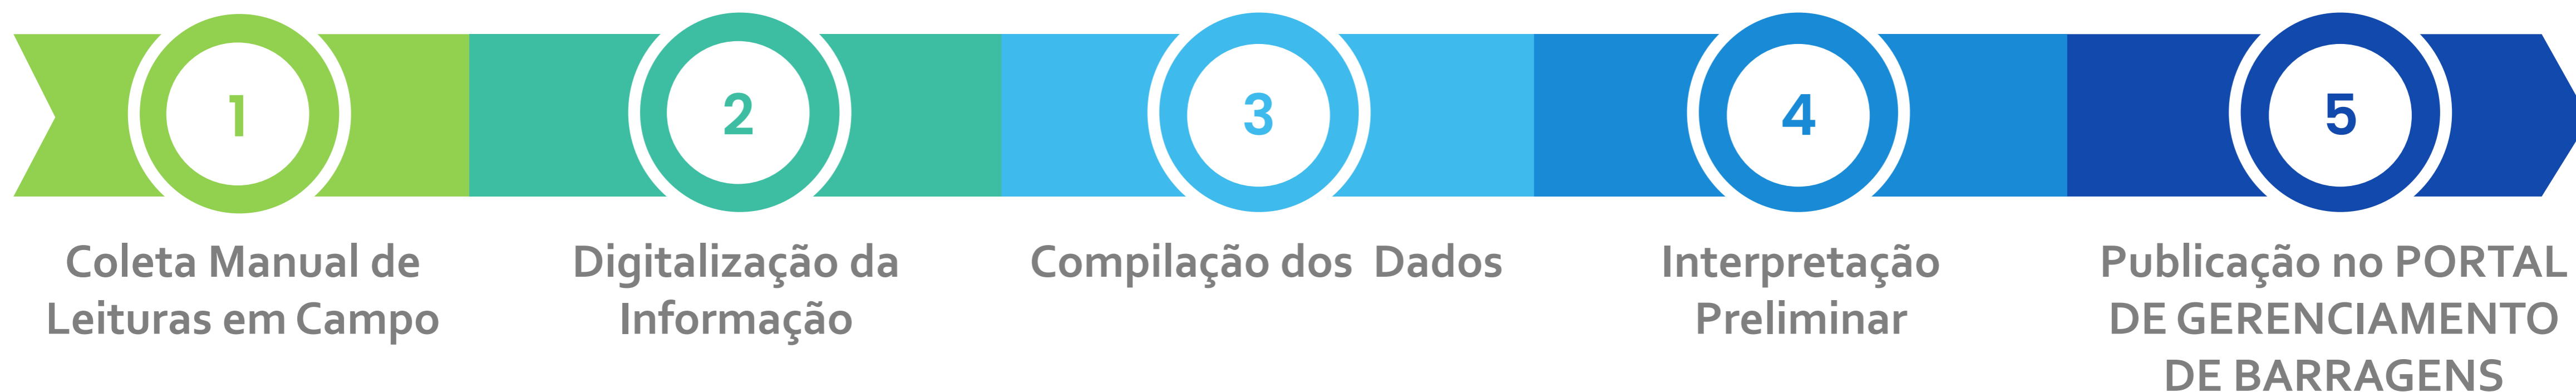 1
Coleta Manual de
Leituras em Campo
2
Digitalização da
Informação
3
Compilação dos  Dados
4
Interpretação
Preliminar
5
Publicação no PORTAL
DE GERENCIAMENTO
DE BARRAGENS